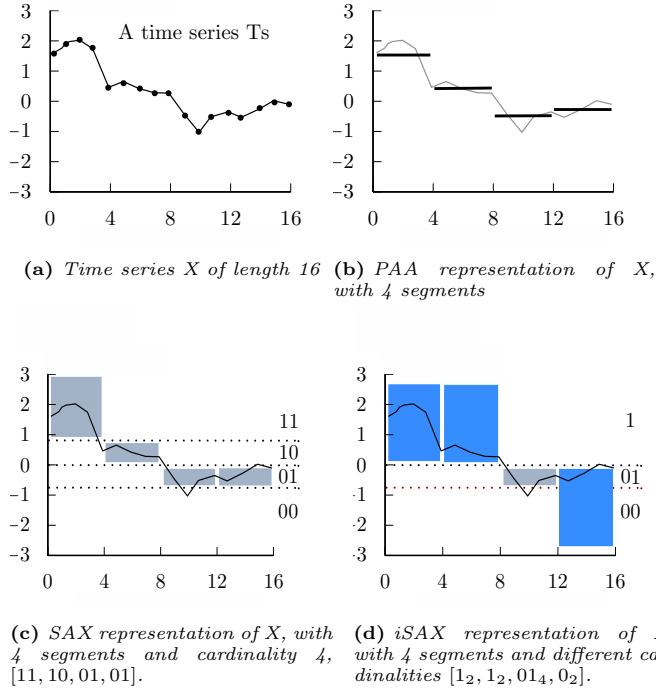 A time series Ts
3
2
1
0
−1
−2
−3
0 4 8 12 16
3
2
1
0
−1
−2
−3
0 4 8 12 16
(a) Time series X of length 16
(b) PAA representation of X,
with 4 segments
3
2
1
0
−1
−2
−3
0 4 8 12 16
11
10
01
00
3
2
1
0
−1
−2
−3
0 4 8 12 16
1
01
00
(c) SAX representation of X, with
4 segments and cardinality 4,
[11, 10, 01, 01].
(d) iSAX representation of
with 4 segments and different ca
dinalities [1₂, 1₂, 01₄, 0₂].